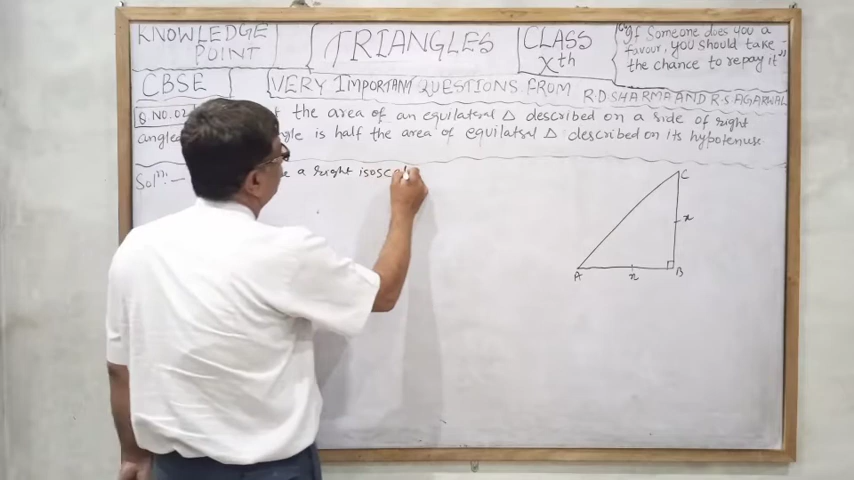 KNOWLEDGE POINT
TRIANGLES
CLASS Xth
"If Someone does you a favour, you should take the chance to repay it"
CBSE
VERY IMPORTANT QUESTIONS FROM R.D SHARMA AND R.S AGARWAL
Q NO.02 the area of an equilateral Δ described on a side of right
angled is half the area of equilateral Δ described on its hypotenuse.
Solⁿ:— a right isosc
C
x
A
x
B